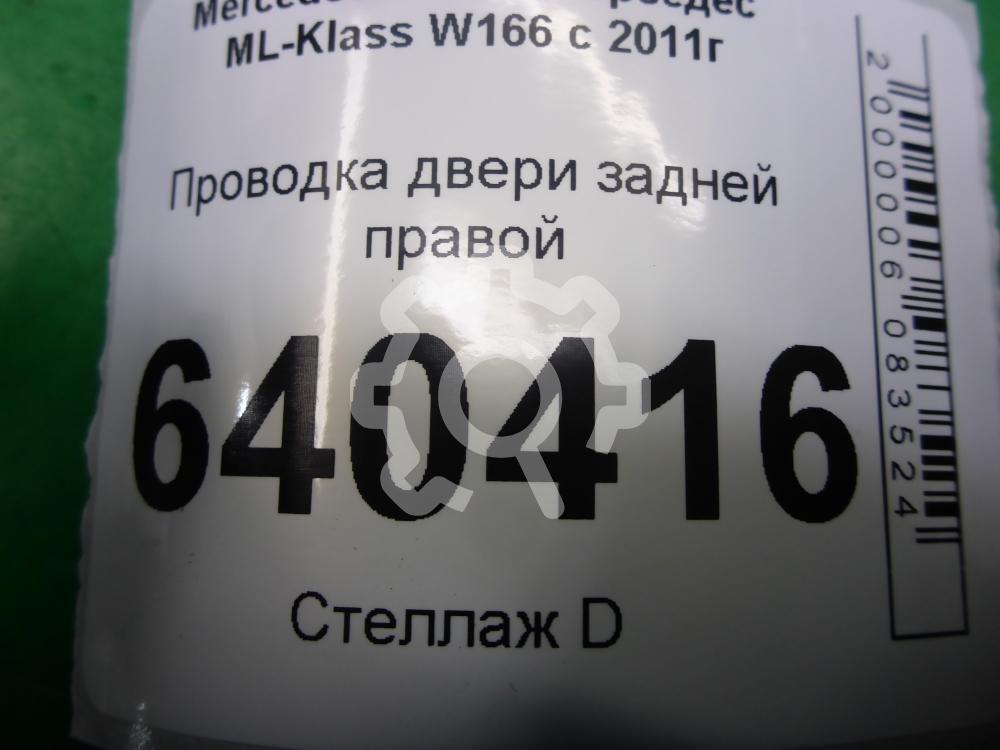 ML-Klass W166 с 2011г
Проводка двери задней
правой
640416
Стеллаж D
2000006083524